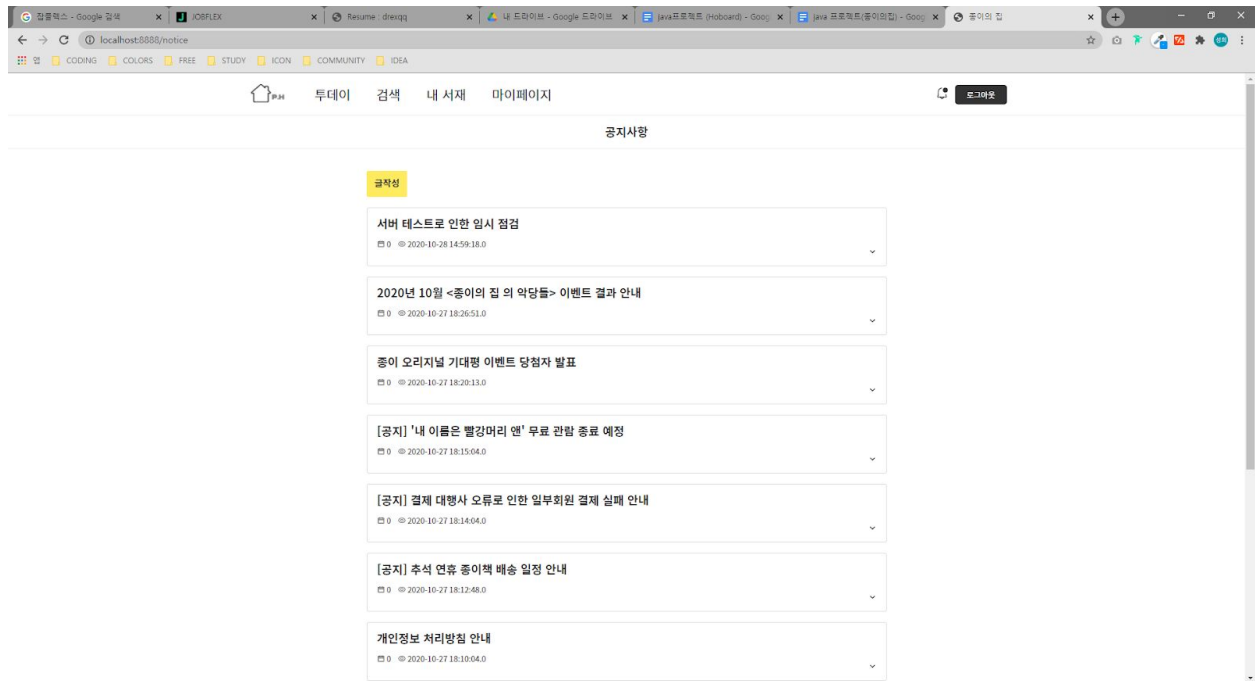 잡플렉스 - Google 검색
JOBFLEX
Resume : drexqq
내 드라이브 - Google 드라이브
java프로젝트 (Hoboard) - Goog
java 프로젝트(종이의집) - Goog
종이의 집
localhost:8888/notice
앱 CODING COLORS FREE STUDY ICON COMMUNITY IDEA
P.H 투데이 검색 내 서재 마이페이지 로그아웃
공지사항
글작성
서버 테스트로 인한 임시 점검
0 2020-10-28 14:59:18.0
2020년 10월 <종이의 집 의 악당들> 이벤트 결과 안내
0 2020-10-27 18:26:51.0
종이 오리지널 기대평 이벤트 당첨자 발표
0 2020-10-27 18:20:13.0
[공지] '내 이름은 빨강머리 앤' 무료 관람 종료 예정
0 2020-10-27 18:15:04.0
[공지] 결제 대행사 오류로 인한 일부회원 결제 실패 안내
0 2020-10-27 18:14:04.0
[공지] 추석 연휴 종이책 배송 일정 안내
0 2020-10-27 18:12:48.0
개인정보 처리방침 안내
0 2020-10-27 18:10:04.0